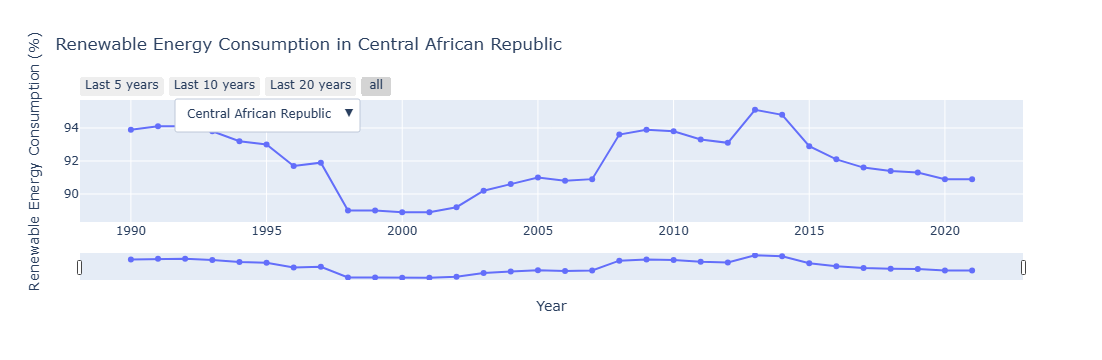 Renewable Energy Consumption in Central African Republic
Renewable Energy Consumption (%)
Last 5 years Last 10 years Last 20 years all
Central African Republic ▼
94
92
90
1990 1995 2000 2005 2010 2015 2020
Year